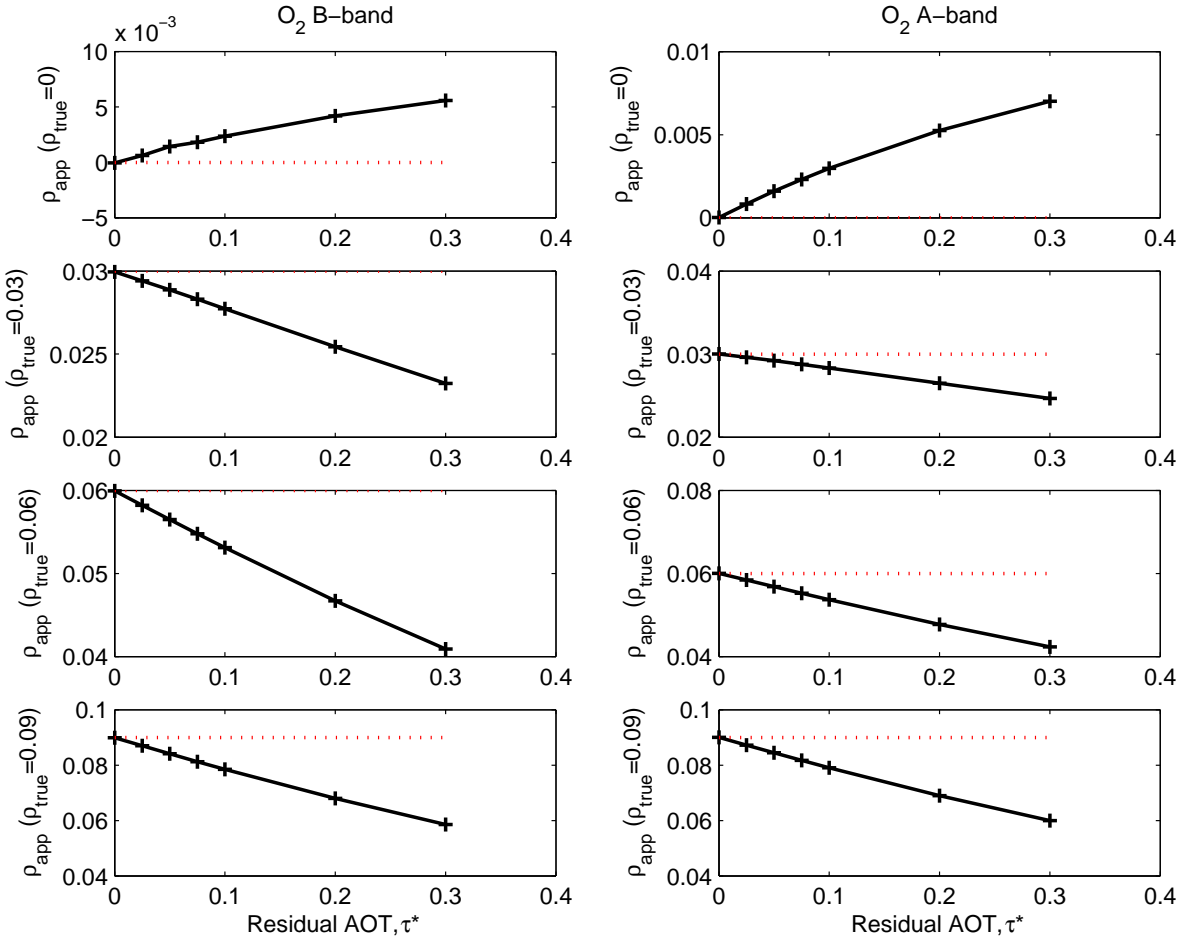 O2 B−band
x 10−3
10
5
0
−5
ρapp (ρtrue=0)
0 0.1 0.2 0.3 0.4
O2 A−band
0.01
0.005
0
ρapp (ρtrue=0)
0 0.1 0.2 0.3 0.4
0.03
0.025
0.02
ρapp (ρtrue=0.03)
0 0.1 0.2 0.3 0.4
0.04
0.03
0.02
ρapp (ρtrue=0.03)
0 0.1 0.2 0.3 0.4
0.06
0.05
0.04
ρapp (ρtrue=0.06)
0 0.1 0.2 0.3 0.4
0.08
0.06
0.04
ρapp (ρtrue=0.06)
0 0.1 0.2 0.3 0.4
0.1
0.08
0.06
0.04
ρapp (ρtrue=0.09)
0 0.1 0.2 0.3 0.4
Residual AOT,τ*
0.1
0.08
0.06
0.04
ρapp (ρtrue=0.09)
0 0.1 0.2 0.3 0.4
Residual AOT,τ*